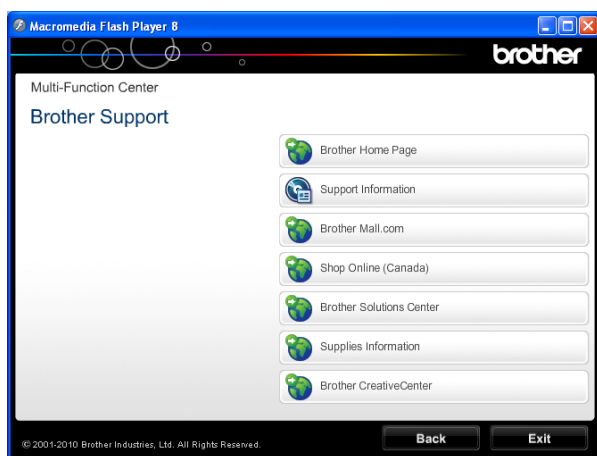 Macromedia Flash Player 8
brother
Multi-Function Center
Brother Support
Brother Home Page
Support Information
Brother Mall.com
Shop Online (Canada)
Brother Solutions Center
Supplies Information
Brother CreativeCenter
© 2001-2010 Brother Industries, Ltd. All Rights Reserved.
Back
Exit